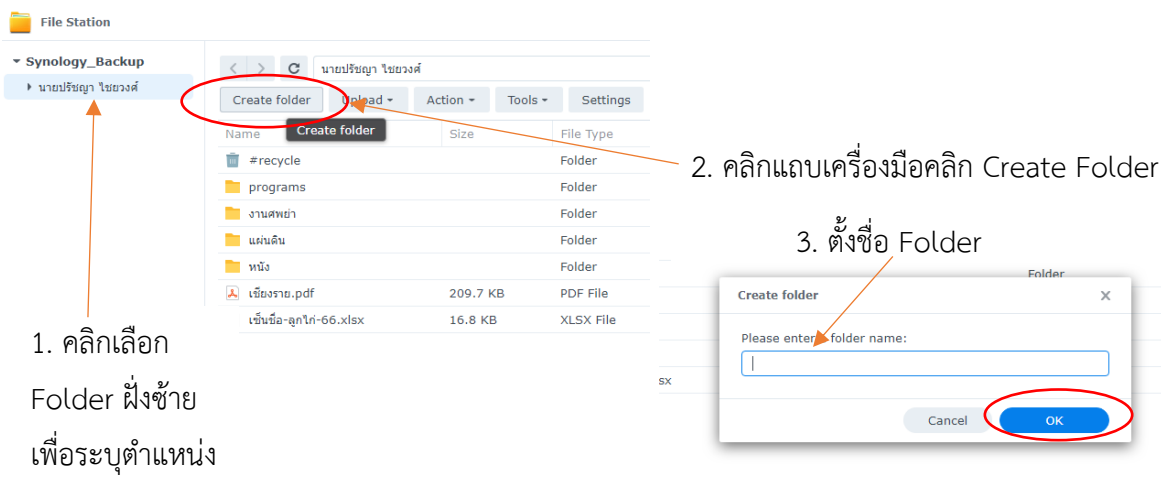 File Station
Synology_Backup
นายปรัชญา ไชยวงศ์
นายปรัชญา ไชยวงศ์
Create folder Upload Action Tools Settings
Create folder
Name Size File Type
#recycle Folder
programs Folder
งานศพย่า Folder
แผ่นดิน Folder
หนัง Folder
เชียงราย.pdf 209.7 KB PDF File
เซ็นชื่อ-ลูกไก่-66.xlsx 16.8 KB XLSX File
1. คลิกเลือก
Folder ฝั่งซ้าย
เพื่อระบุตำแหน่ง
2. คลิกแถบเครื่องมือคลิก Create Folder
3. ตั้งชื่อ Folder
Folder
Create folder
Please enter a folder name:
sx
Cancel OK